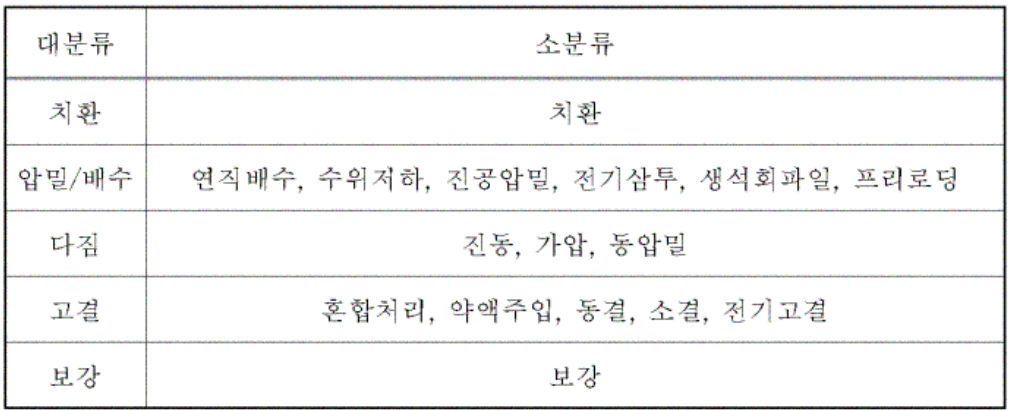 대분류 소분류
치환 치환
압밀/배수 연직배수, 수위저하, 진공압밀, 전기삼투, 생석회파일, 프리로딩
다짐 진동, 가압, 동압밀
고결 혼합처리, 약액주입, 동결, 소결, 전기고결
보강 보강